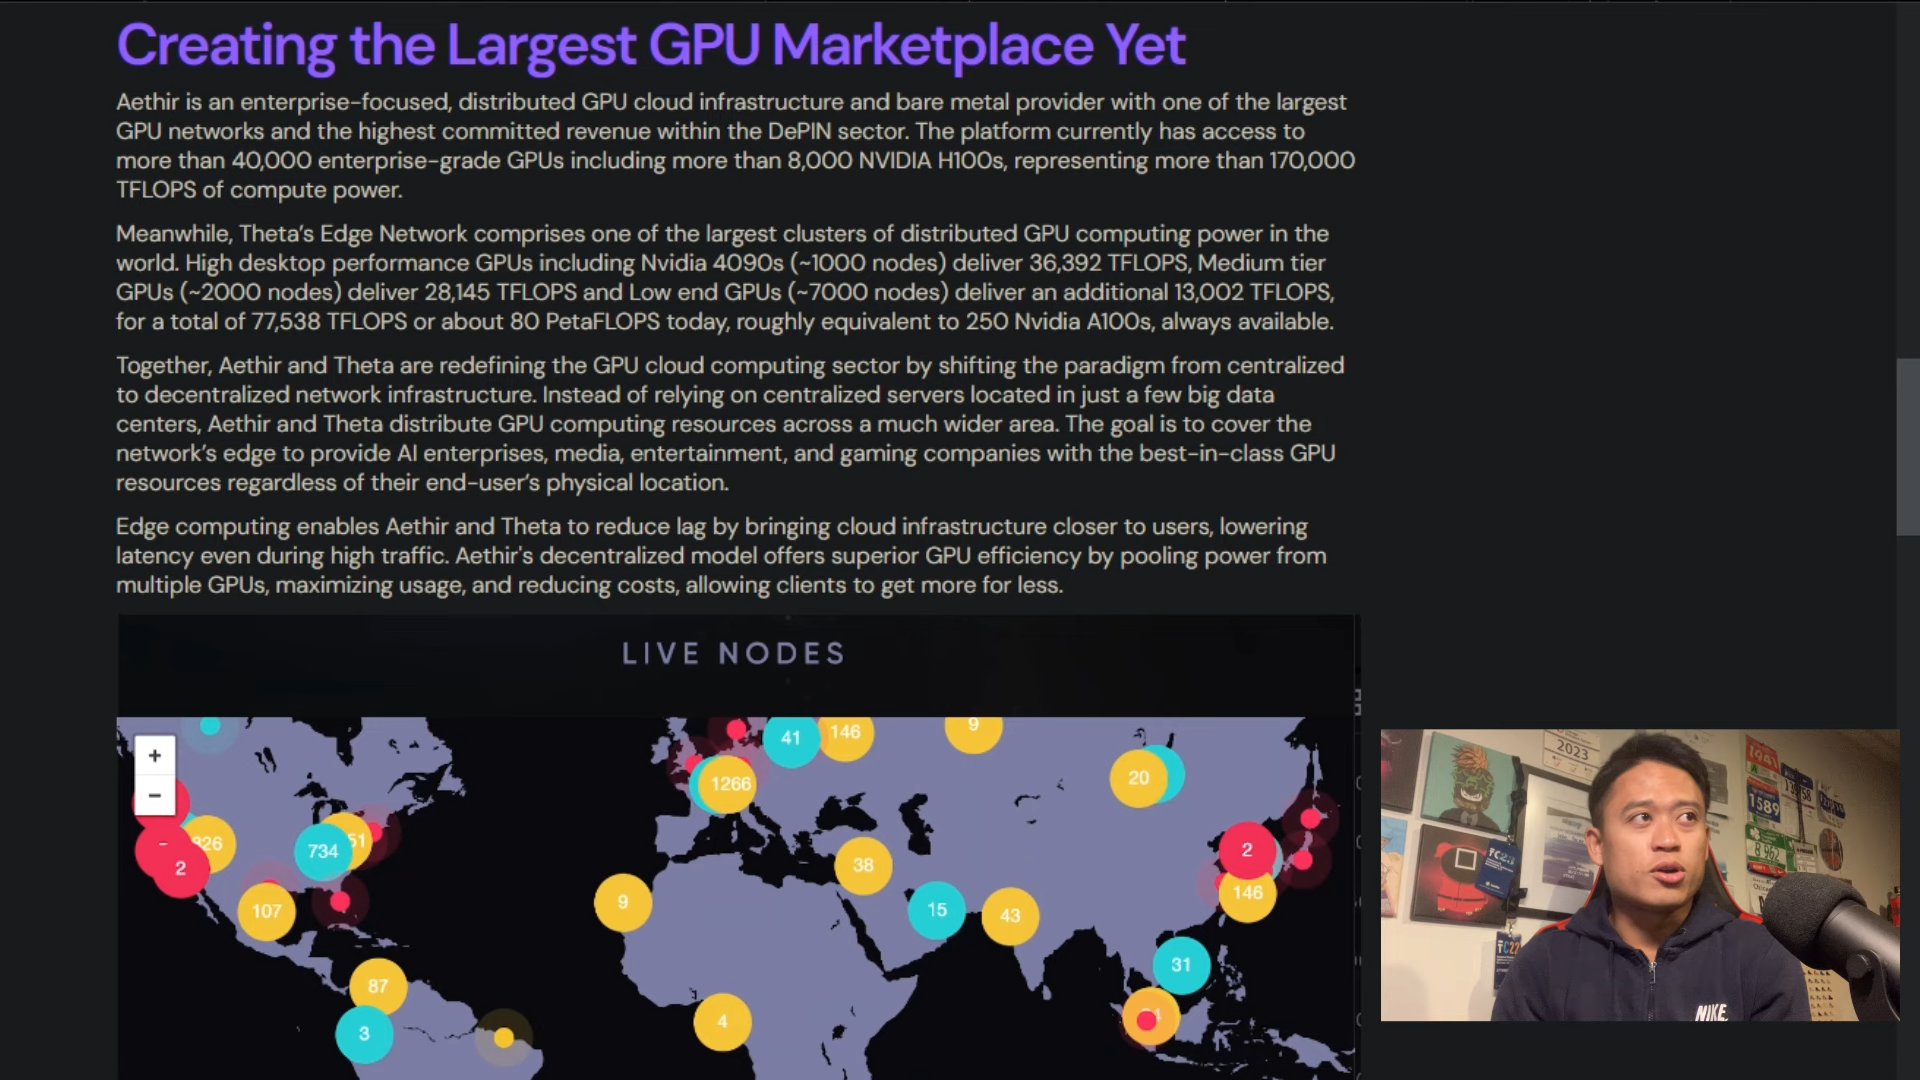 Creating the Largest GPU Marketplace Yet
Aethir is an enterprise-focused, distributed GPU cloud infrastructure and bare metal provider with one of the largest
GPU networks and the highest committed revenue within the DePIN sector. The platform currently has access to
more than 40,000 enterprise-grade GPUs including more than 8,000 NVIDIA H100s, representing more than 170,000
TFLOPS of compute power.
Meanwhile, Theta’s Edge Network comprises one of the largest clusters of distributed GPU computing power in the
world. High desktop performance GPUs including Nvidia 4090s (~1000 nodes) deliver 36,392 TFLOPS, Medium tier
GPUs (~2000 nodes) deliver 28,145 TFLOPS and Low end GPUs (~7000 nodes) deliver an additional 13,002 TFLOPS,
for a total of 77,538 TFLOPS or about 80 PetaFLOPS today, roughly equivalent to 250 Nvidia A100s, always available.
Together, Aethir and Theta are redefining the GPU cloud computing sector by shifting the paradigm from centralized
to decentralized network infrastructure. Instead of relying on centralized servers located in just a few big data
centers, Aethir and Theta distribute GPU computing resources across a much wider area. The goal is to cover the
network’s edge to provide AI enterprises, media, entertainment, and gaming companies with the best-in-class GPU
resources regardless of their end-user’s physical location.
Edge computing enables Aethir and Theta to reduce lag by bringing cloud infrastructure closer to users, lowering
latency even during high traffic. Aethir's decentralized model offers superior GPU efficiency by pooling power from
multiple GPUs, maximizing usage, and reducing costs, allowing clients to get more for less.
LIVE NODES
+
−
41
146
9
1266
20
734
2
2
38
107
9
15
43
146
31
87
4
3
2023
1589
TC23
TC22
NIKE